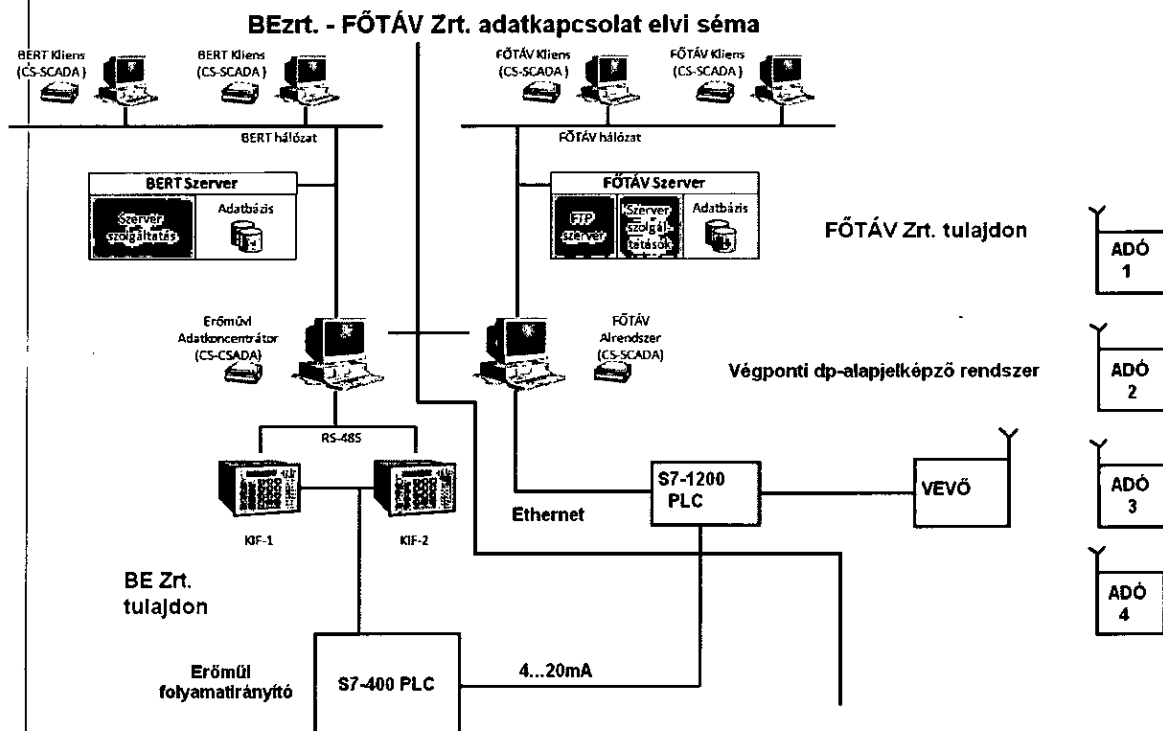 BEzrt. - FŐTÁV Zrt. adatkapcsolat elvi séma
BERT Kliens
(CS-SCADA)
BERT Kliens
(CS-SCADA)
FŐTÁV Kliens
(CS-SCADA)
FŐTÁV Kliens
(CS-SCADA)
BERT hálózat
FŐTÁV hálózat
BERT Szerver
Szerver
szolgáltatás
Adatbázis
FŐTÁV Szerver
FTP
szerver
Szerver
szolgál-
tatások
Adatbázis
FŐTÁV Zrt. tulajdon
ADÓ
1
Erőművi
Adatkoncentrátor
(CS-CSADA)
FŐTÁV
Alrendszer
(CS-SCADA)
Végponti dp-alapjelképző rendszer
ADÓ
2
RS-485
KIF-1
KIF-2
Ethernet
S7-1200
PLC
VEVŐ
ADÓ
3
BE Zrt.
tulajdon
ADÓ
4
Erőműi
folyamatirányító
S7-400 PLC
4...20mA